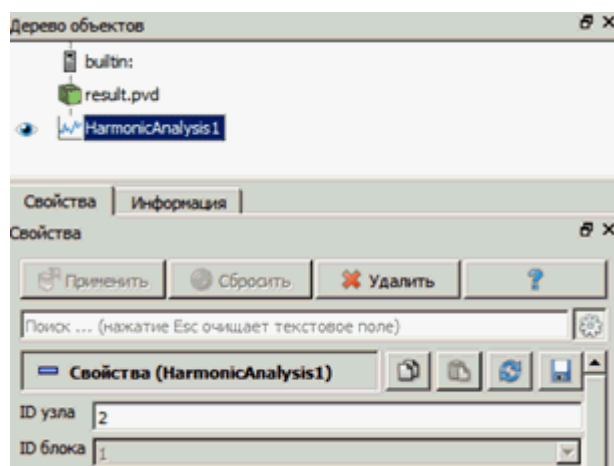 Дерево объектов
builtin:
result.pvd
HarmonicAnalysis1
Свойства Информация
Свойства
Применить Сбросить Удалить ?
Поиск ... (нажатие Esc очищает текстовое поле)
Свойства (HarmonicAnalysis1)
ID узла 2
ID блока 1